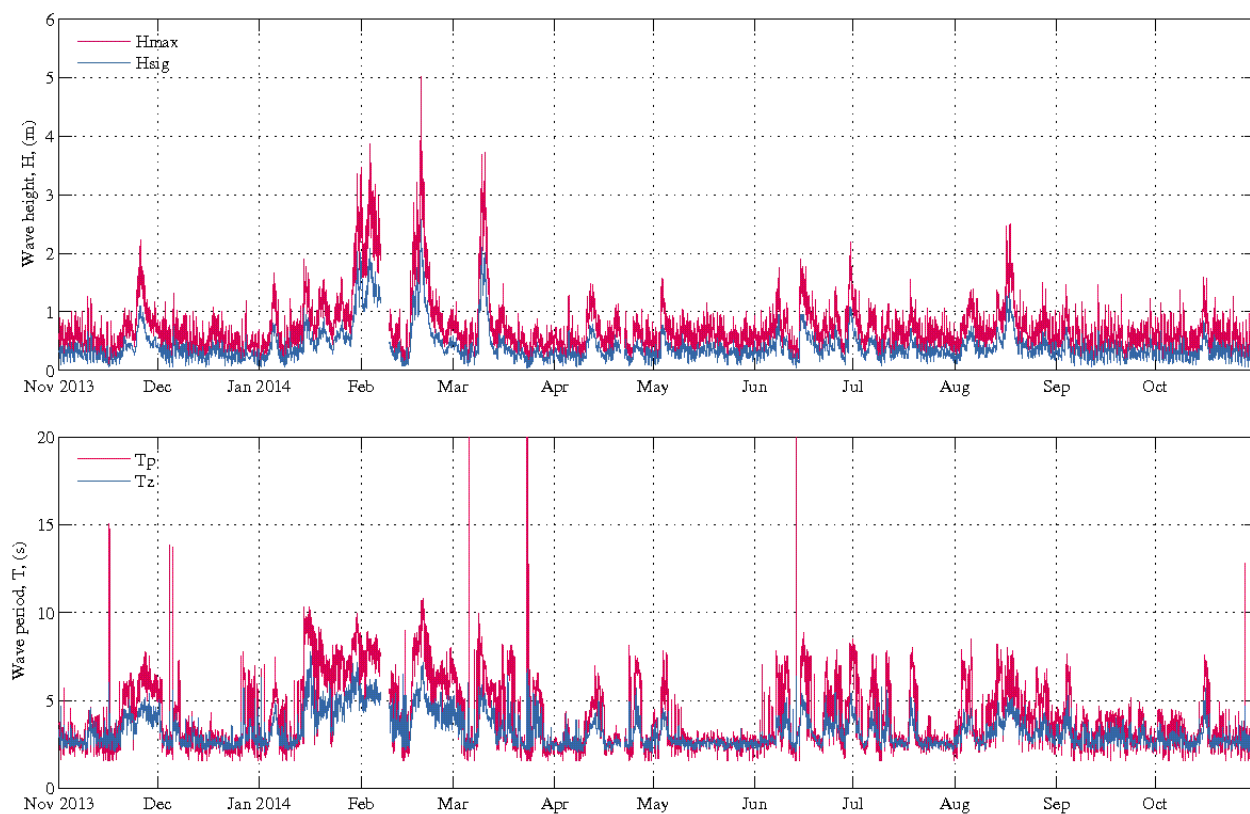 6
5
4
3
2
1
0
Wave height, H, (m)
Hmax
Hsig
Nov 2013 Dec Jan 2014 Feb Mar Apr May Jun Jul Aug Sep Oct
20
15
10
5
0
Wave period, T, (s)
Tp
Tz
Nov 2013 Dec Jan 2014 Feb Mar Apr May Jun Jul Aug Sep Oct